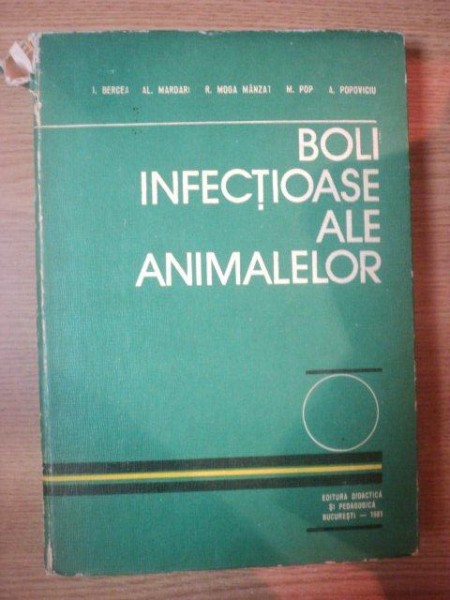 I. BERCEA AL. MARDARI R. MOGA MÂNZAT M. POP A. POPOVICIU
BOLI
INFECȚIOASE
ALE
ANIMALELOR
EDITURA DIDACTICĂ
ȘI PEDAGOGICĂ
BUCUREȘTI — 1981